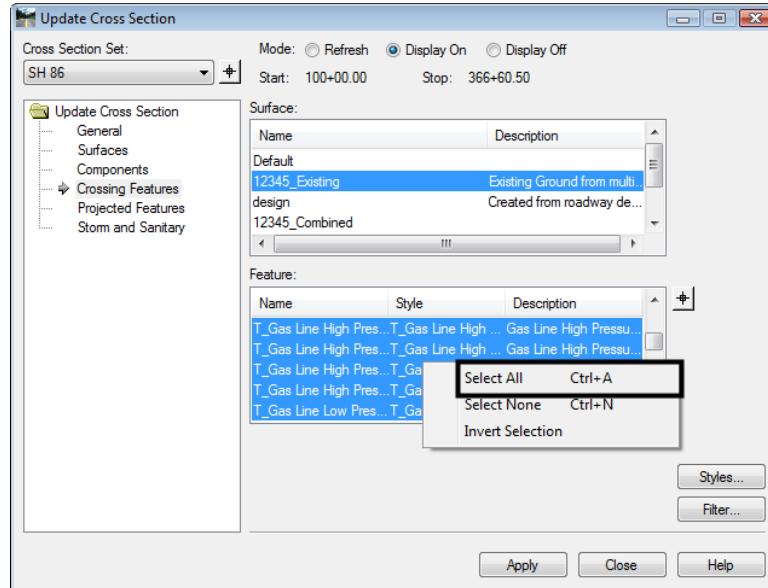 Update Cross Section
Cross Section Set:
SH 86
Mode: Refresh Display On Display Off
Start: 100+00.00 Stop: 366+60.50
Update Cross Section
General
Surfaces
Components
Crossing Features
Projected Features
Storm and Sanitary
Surface:
Name Description
Default
12345_Existing Existing Ground from multi...
design Created from roadway de...
12345_Combined
Feature:
Name Style Description
T_Gas Line High Pres... T_Gas Line High ... Gas Line High Pressu...
T_Gas Line High Pres... T_Gas Line High ... Gas Line High Pressu...
T_Gas Line High Pres... T_Ga
T_Gas Line High Pres... T_Ga
T_Gas Line Low Pres... T_Ga
Select All Ctrl+A
Select None Ctrl+N
Invert Selection
Styles...
Filter...
Apply Close Help